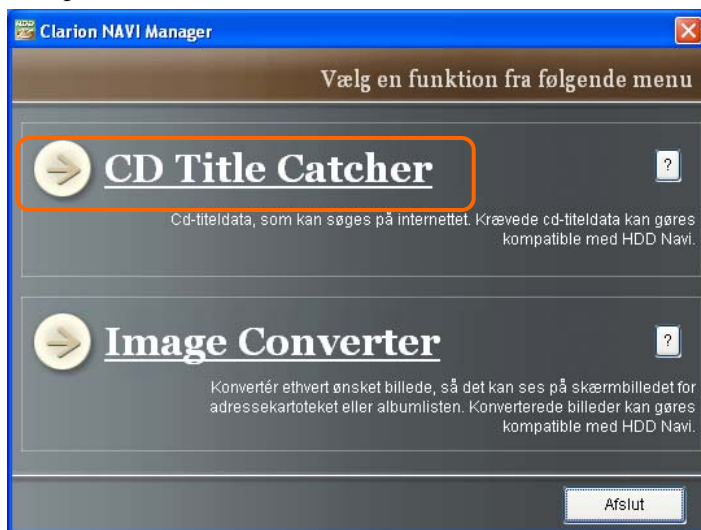 Clarion NAVI Manager
Vælg en funktion fra følgende menu
CD Title Catcher
?
Cd-titeldata, som kan søges på internettet. Krævede cd-titeldata kan gøres
kompatible med HDD Navi.
Image Converter
?
Konvertér ethvert ønsket billede, så det kan ses på skærmbilledet for
adressekartoteket eller albumlisten. Konverterede billeder kan gøres
kompatible med HDD Navi.
Afslut